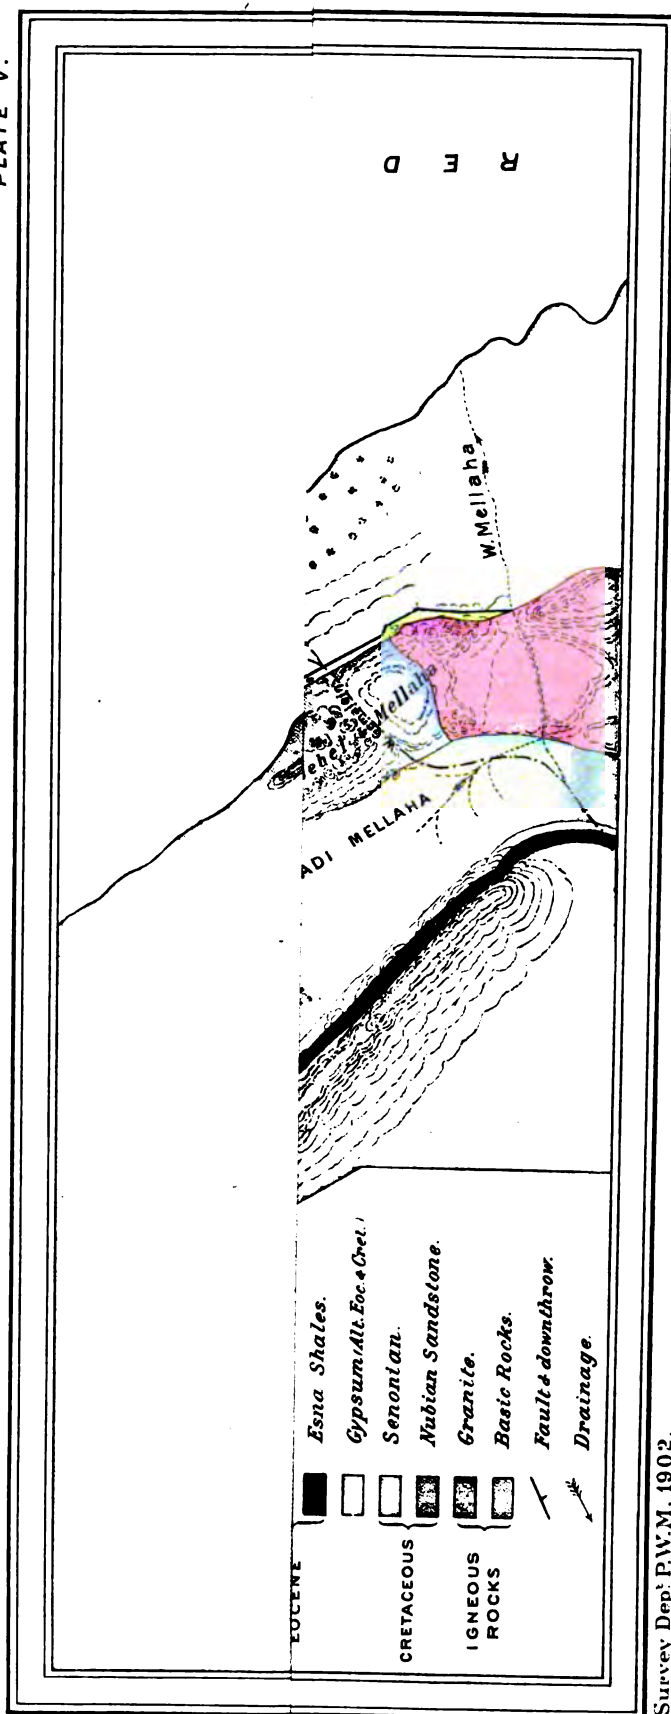 PLATE V.
R E D
W. Mellaha
Mellaha
ADI MELLAHA
EOCENE
Esna Shales.
Gypsum (Alt. Eoc. & Cret.)
CRETACEOUS
Senonian.
Nubian Sandstone.
IGNEOUS
ROCKS
Granite.
Basic Rocks.
Fault & downthrow.
Drainage.
Survey Dep! P.W.M. 1902.